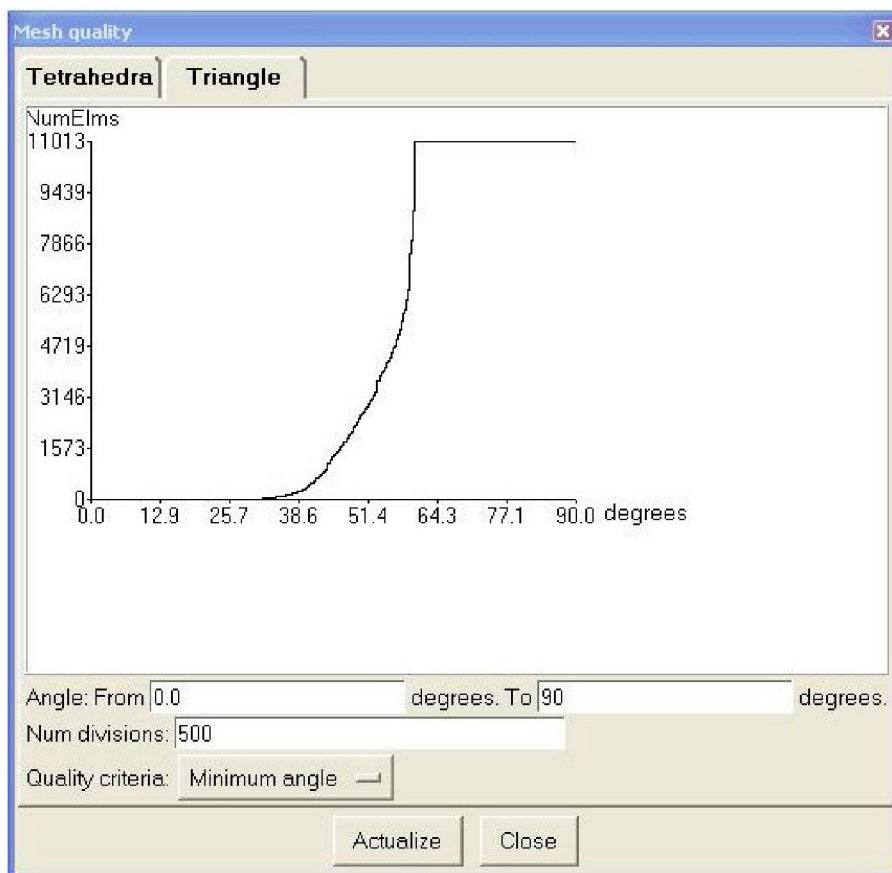 Mesh quality
Tetrahedra Triangle
NumElms
11013
9439
7866
6293
4719
3146
1573
0
0.0 12.9 25.7 38.6 51.4 64.3 77.1 90.0 degrees
Angle: From 0.0 degrees. To 90 degrees.
Num divisions: 500
Quality criteria: Minimum angle
Actualize Close